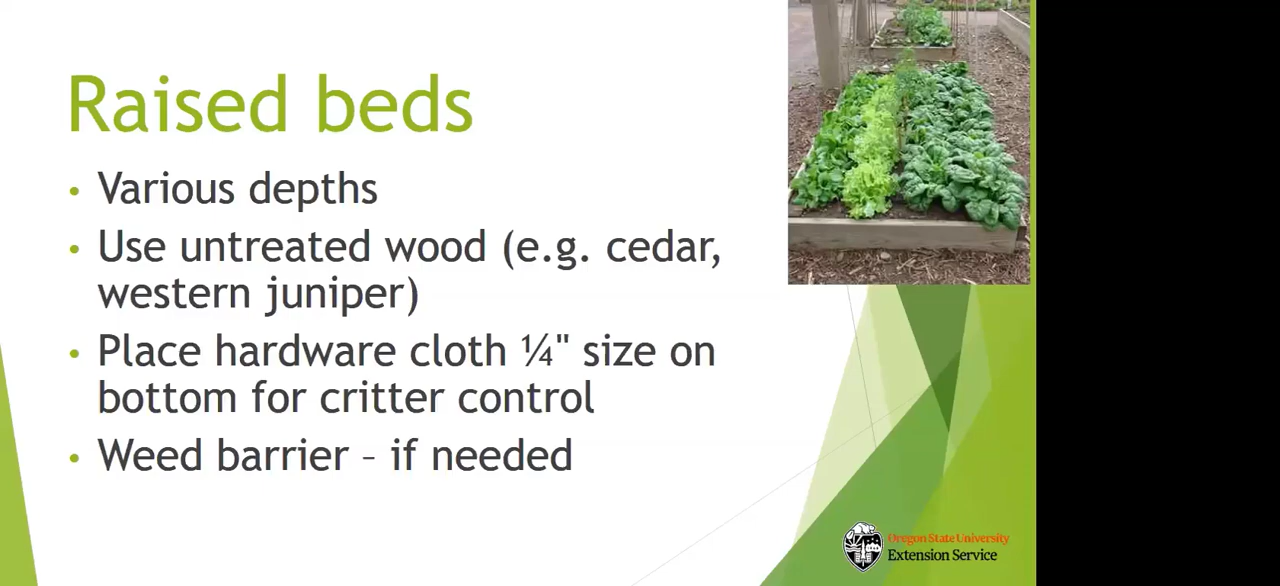 Raised beds
• Various depths
• Use untreated wood (e.g. cedar,
western juniper)
• Place hardware cloth ¼" size on
bottom for critter control
• Weed barrier – if needed
Oregon State University
Extension Service